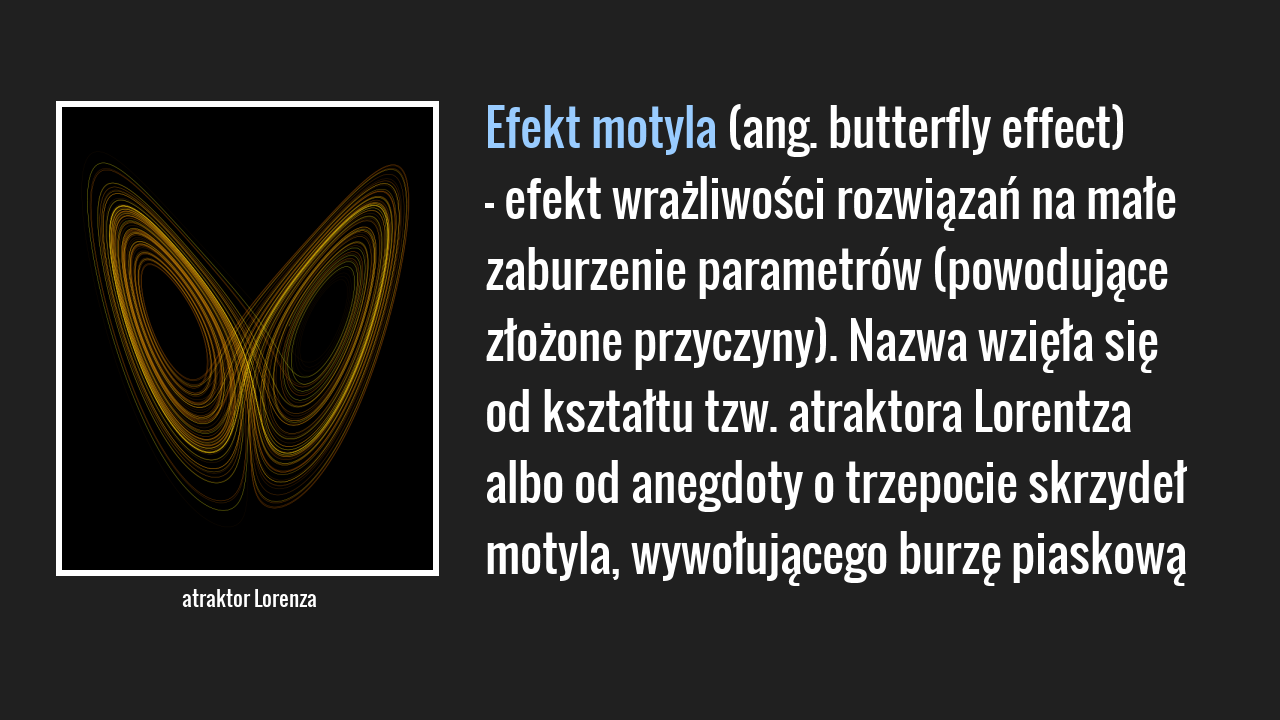 Efekt motyla (ang. butterfly effect)
- efekt wrażliwości rozwiązań na małe
zaburzenie parametrów (powodujące
złożone przyczyny). Nazwa wzięła się
od kształtu tzw. atraktora Lorentza
albo od anegdoty o trzepocie skrzydeł
motyla, wywołującego burzę piaskową
atraktor Lorenza